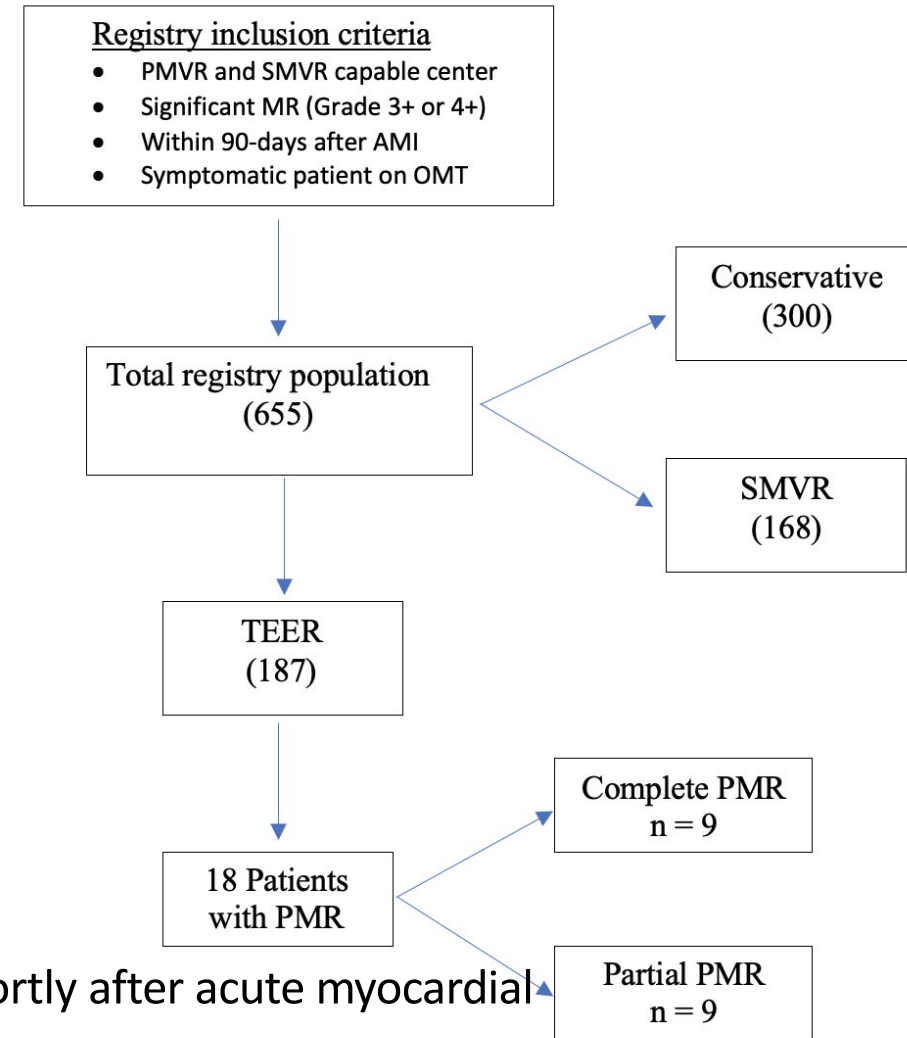 Registry inclusion criteria
• PMVR and SMVR capable center
• Significant MR (Grade 3+ or 4+)
• Within 90-days after AMI
• Symptomatic patient on OMT
Conservative
(300)
Total registry population
(655)
SMVR
(168)
TEER
(187)
Complete PMR
n = 9
18 Patients
with PMR
Partial PMR
n = 9
ortly after acute myocardial